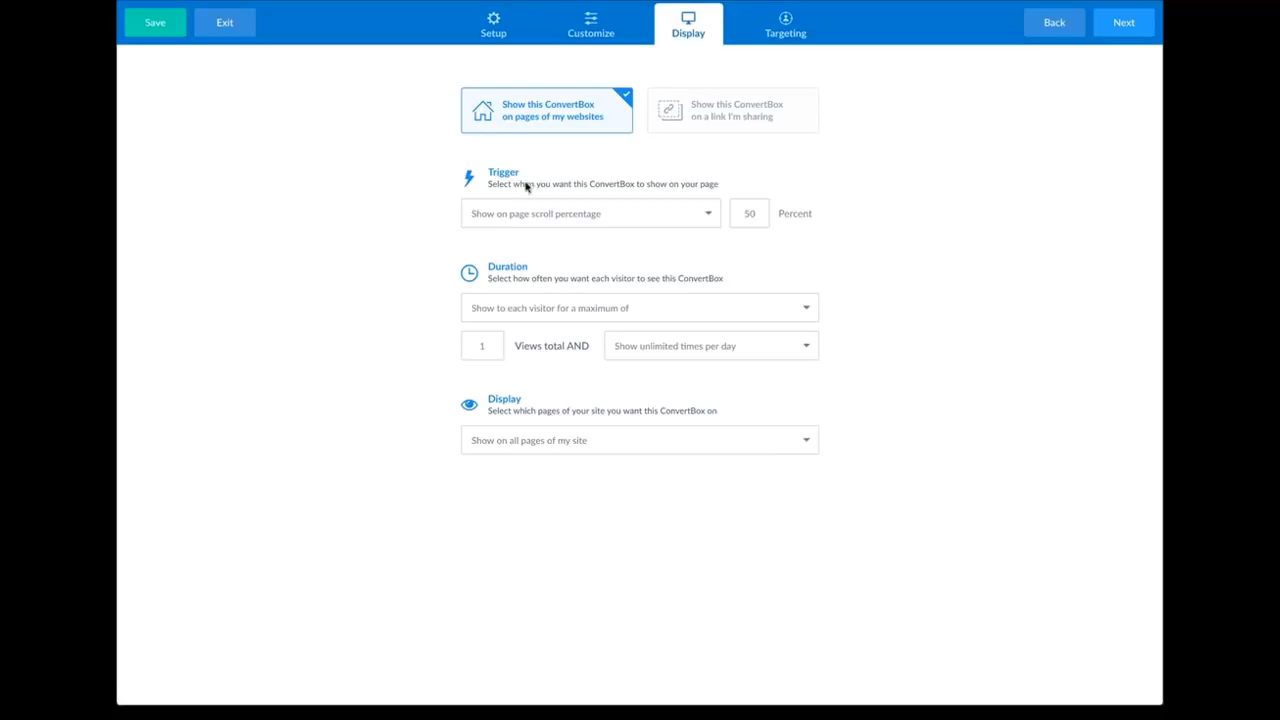 Save
Exit
Setup
Customize
Display
Targeting
Back
Next
Show this ConvertBox
on pages of my websites
Show this ConvertBox
on a link I'm sharing
Trigger
Select when you want this ConvertBox to show on your page
Show on page scroll percentage
50
Percent
Duration
Select how often you want each visitor to see this ConvertBox
Show to each visitor for a maximum of
1
Views total AND
Show unlimited times per day
Display
Select which pages of your site you want this ConvertBox on
Show on all pages of my site